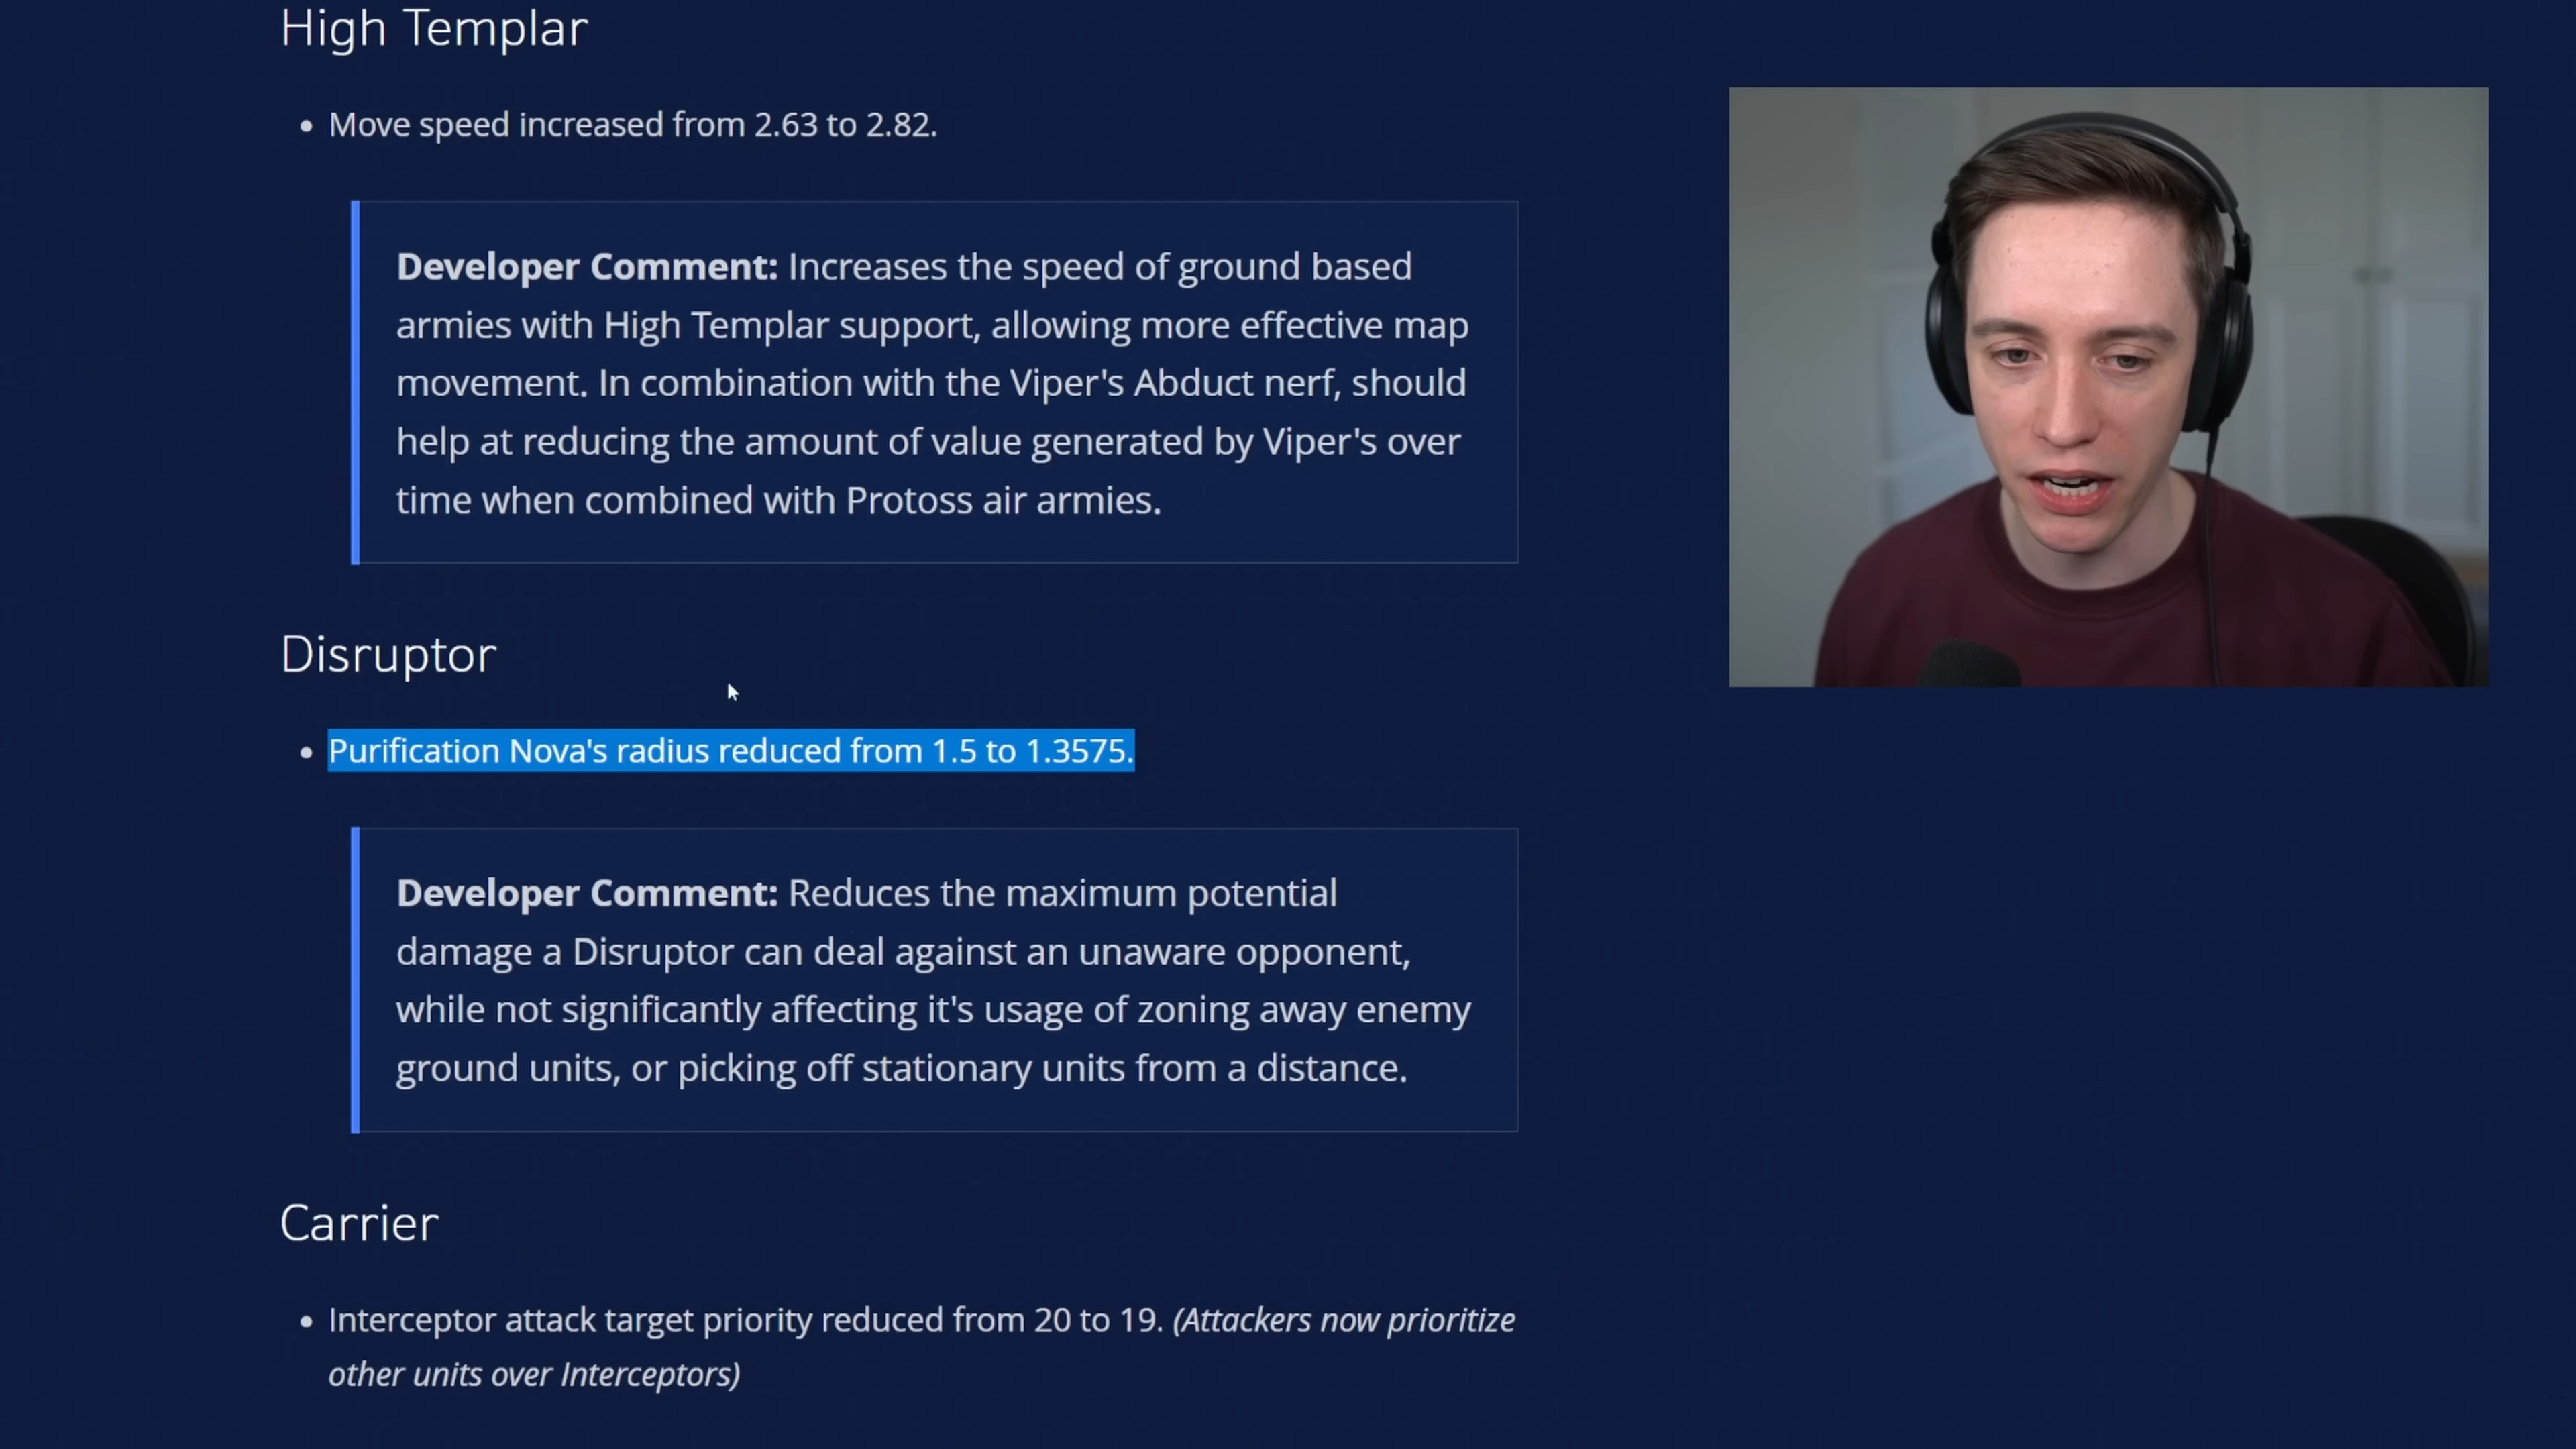 High Templar
Move speed increased from 2.63 to 2.82.
Developer Comment: Increases the speed of ground based
armies with High Templar support, allowing more effective map
movement. In combination with the Viper's Abduct nerf, should
help at reducing the amount of value generated by Viper's over
time when combined with Protoss air armies.
Disruptor
Purification Nova's radius reduced from 1.5 to 1.3575.
Developer Comment: Reduces the maximum potential
damage a Disruptor can deal against an unaware opponent,
while not significantly affecting it's usage of zoning away enemy
ground units, or picking off stationary units from a distance.
Carrier
Interceptor attack target priority reduced from 20 to 19. (Attackers now prioritize
other units over Interceptors)